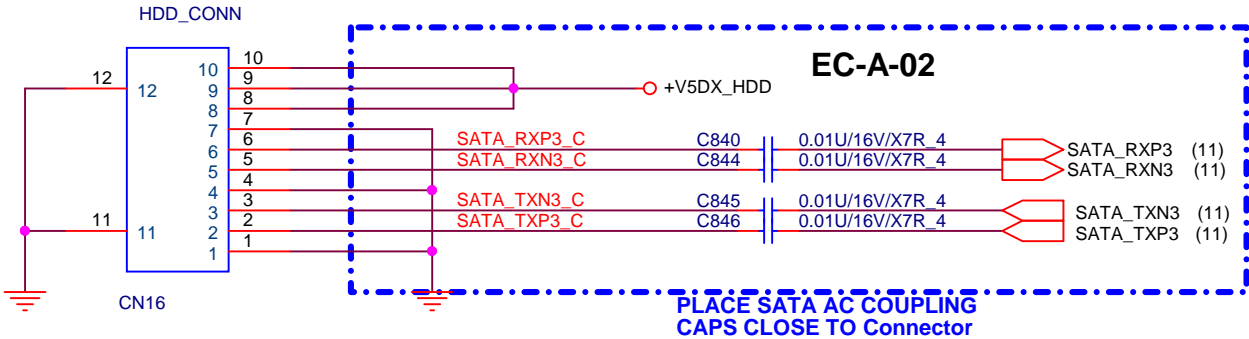 HDD_CONN
EC-A-02
10 10
9 9
8 8
7 7
6 6
5 5
4 4
3 3
2 2
1 1
12 12
11 11
+V5DX_HDD
SATA_RXP3_C C840 0.01U/16V/X7R_4 SATA_RXP3 (11)
SATA_RXN3_C C844 0.01U/16V/X7R_4 SATA_RXN3 (11)
SATA_TXN3_C C845 0.01U/16V/X7R_4 SATA_TXN3 (11)
SATA_TXP3_C C846 0.01U/16V/X7R_4 SATA_TXP3 (11)
CN16
PLACE SATA AC COUPLING
CAPS CLOSE TO Connector